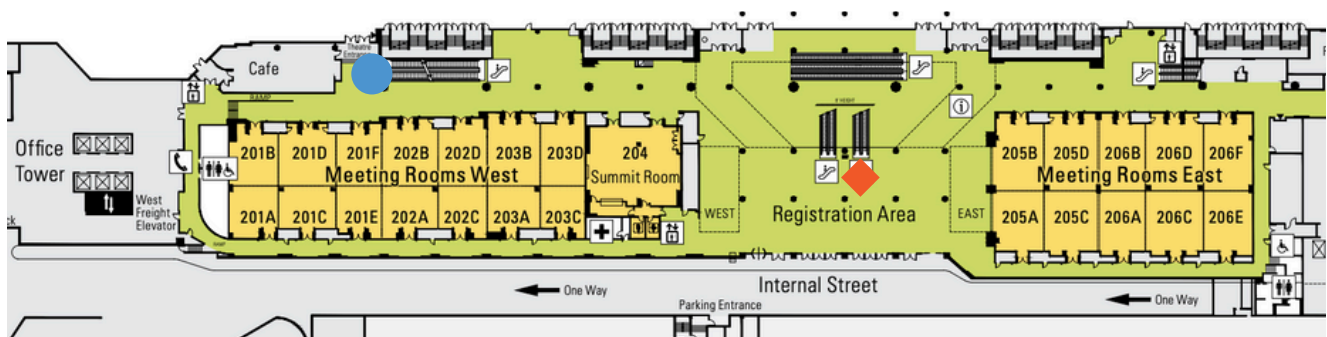 Theatre
Entrance
Cafe
RAMP
Office
Tower
West
Freight
Elevator
201B
201D
201F
202B
202D
203B
203D
204
Summit Room
Meeting Rooms West
201A
201C
201E
202A
202C
203A
203C
RAMP
WEST
Registration Area
EAST
205B
205D
206B
206D
206F
Meeting Rooms East
205A
205C
206A
206C
206E
Internal Street
One Way
One Way
Parking Entrance